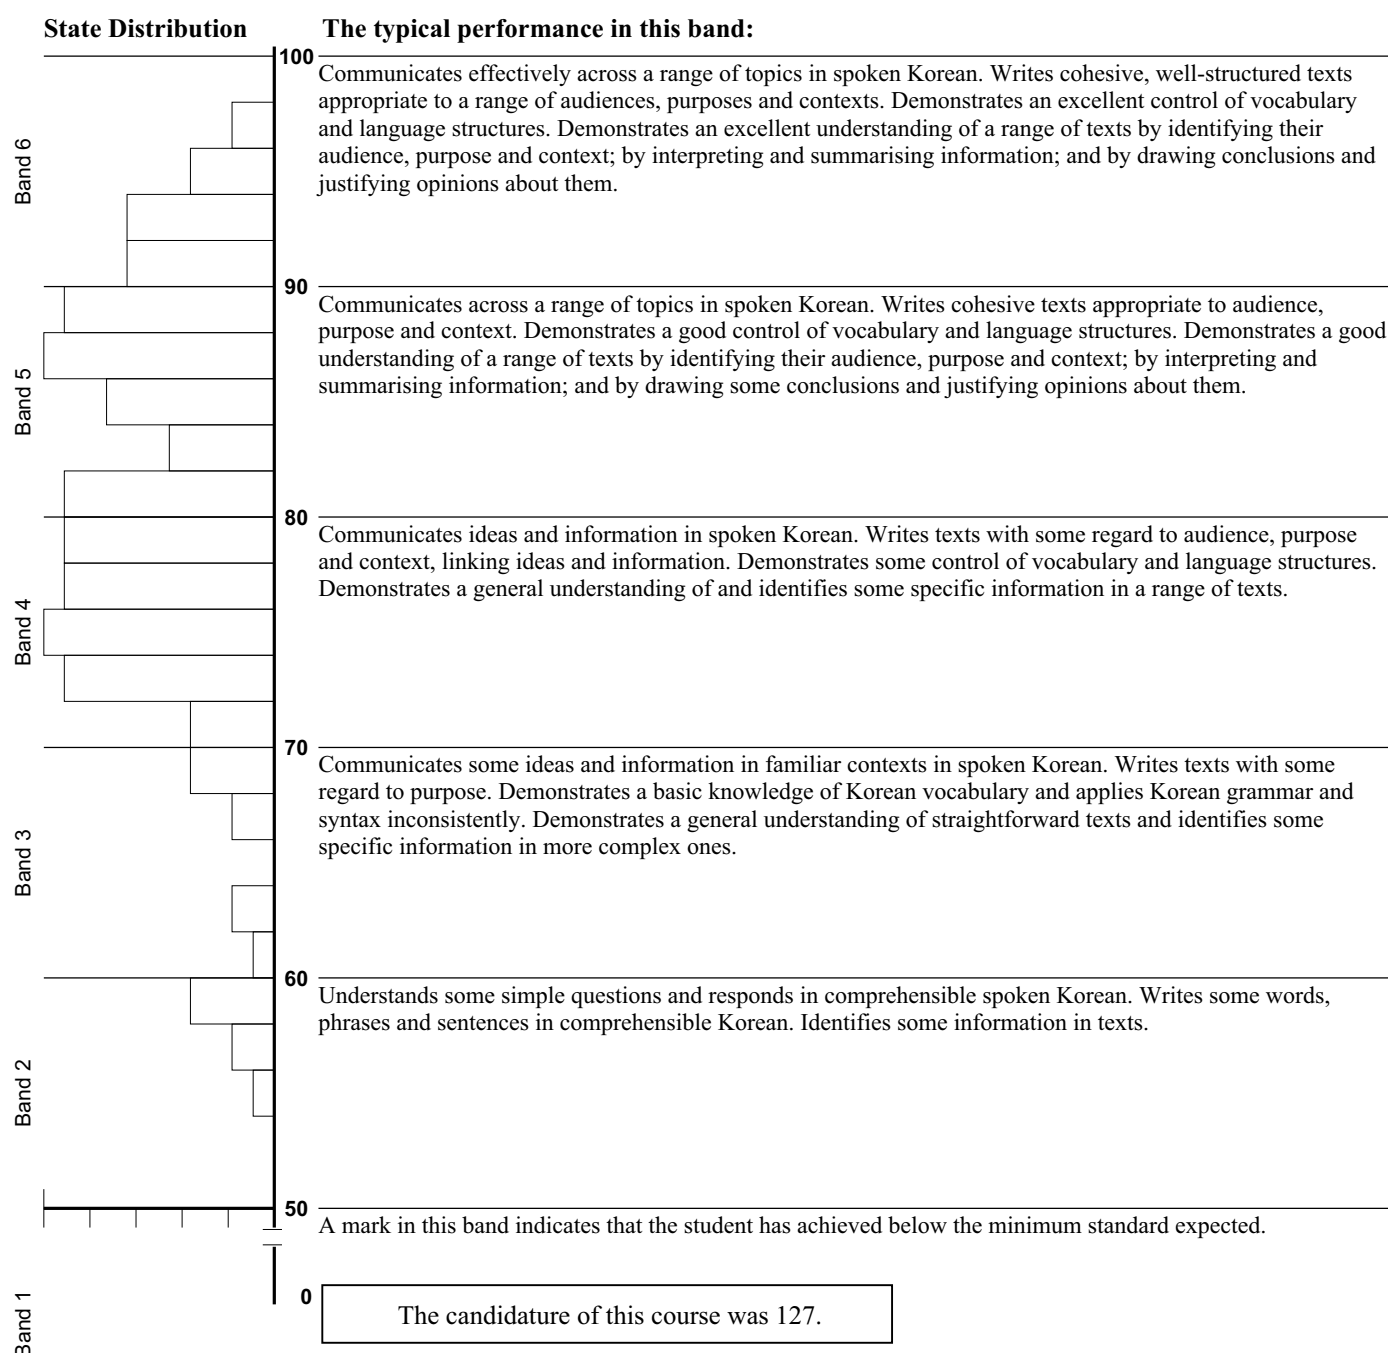 State Distribution
The typical performance in this band:
100
Communicates effectively across a range of topics in spoken Korean. Writes cohesive, well-structured texts
appropriate to a range of audiences, purposes and contexts. Demonstrates an excellent control of vocabulary
and language structures. Demonstrates an excellent understanding of a range of texts by identifying their
audience, purpose and context; by interpreting and summarising information; and by drawing conclusions and
justifying opinions about them.
Band 6
90
Communicates across a range of topics in spoken Korean. Writes cohesive texts appropriate to audience,
purpose and context. Demonstrates a good control of vocabulary and language structures. Demonstrates a good
understanding of a range of texts by identifying their audience, purpose and context; by interpreting and
summarising information; and by drawing some conclusions and justifying opinions about them.
Band 5
80
Communicates ideas and information in spoken Korean. Writes texts with some regard to audience, purpose
and context, linking ideas and information. Demonstrates some control of vocabulary and language structures.
Demonstrates a general understanding of and identifies some specific information in a range of texts.
Band 4
70
Communicates some ideas and information in familiar contexts in spoken Korean. Writes texts with some
regard to purpose. Demonstrates a basic knowledge of Korean vocabulary and applies Korean grammar and
syntax inconsistently. Demonstrates a general understanding of straightforward texts and identifies some
specific information in more complex ones.
Band 3
60
Understands some simple questions and responds in comprehensible spoken Korean. Writes some words,
phrases and sentences in comprehensible Korean. Identifies some information in texts.
Band 2
50
A mark in this band indicates that the student has achieved below the minimum standard expected.
0
Band 1
The candidature of this course was 127.